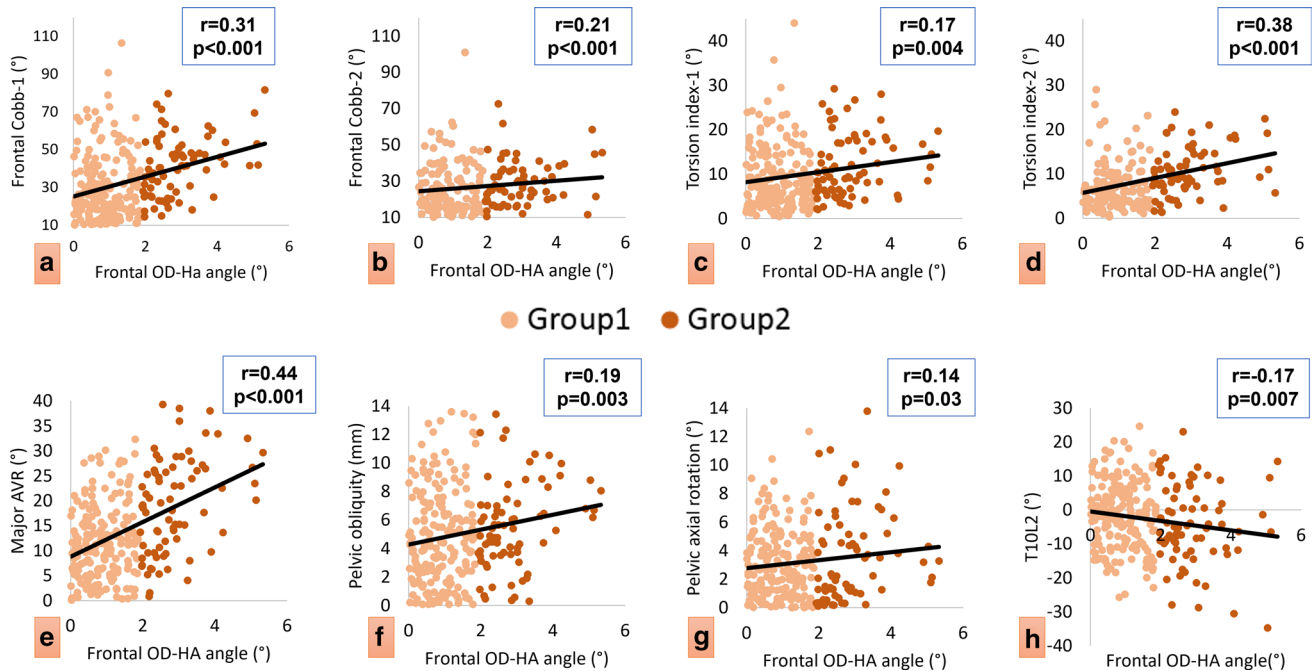 r=0.31
p<0.001
Frontal Cobb-1 (°)
110
90
70
50
30
10
0
2
4
6
Frontal OD-Ha angle (°)
a
r=0.21
p<0.001
Frontal Cobb-2 (°)
110
90
70
50
30
10
0
2
4
6
Frontal OD-HA angle (°)
b
r=0.17
p=0.004
Torsion index-1 (°)
40
30
20
10
0
0
2
4
6
Frontal OD-HA angle (°)
c
r=0.38
p<0.001
Torsion index-2 (°)
40
30
20
10
0
0
2
4
6
Frontal OD-HA angle(°)
d
Group1
Group2
r=0.44
p<0.001
Major AVR (°)
40
35
30
25
20
15
10
5
0
0
2
4
6
Frontal OD-HA angle (°)
e
r=0.19
p=0.003
Pelvic obliquity (mm)
14
12
10
8
6
4
2
0
0
2
4
6
Frontal OD-HA angle (°)
f
r=0.14
p=0.03
Pelvic axial rotation (°)
14
12
10
8
6
4
2
0
0
2
4
6
Frontal OD-HA angle (°)
g
r=-0.17
p=0.007
T10L2 (°)
30
20
10
0
-10
-20
-30
-40
0
2
4
6
Frontal OD-HA angle(°)
h